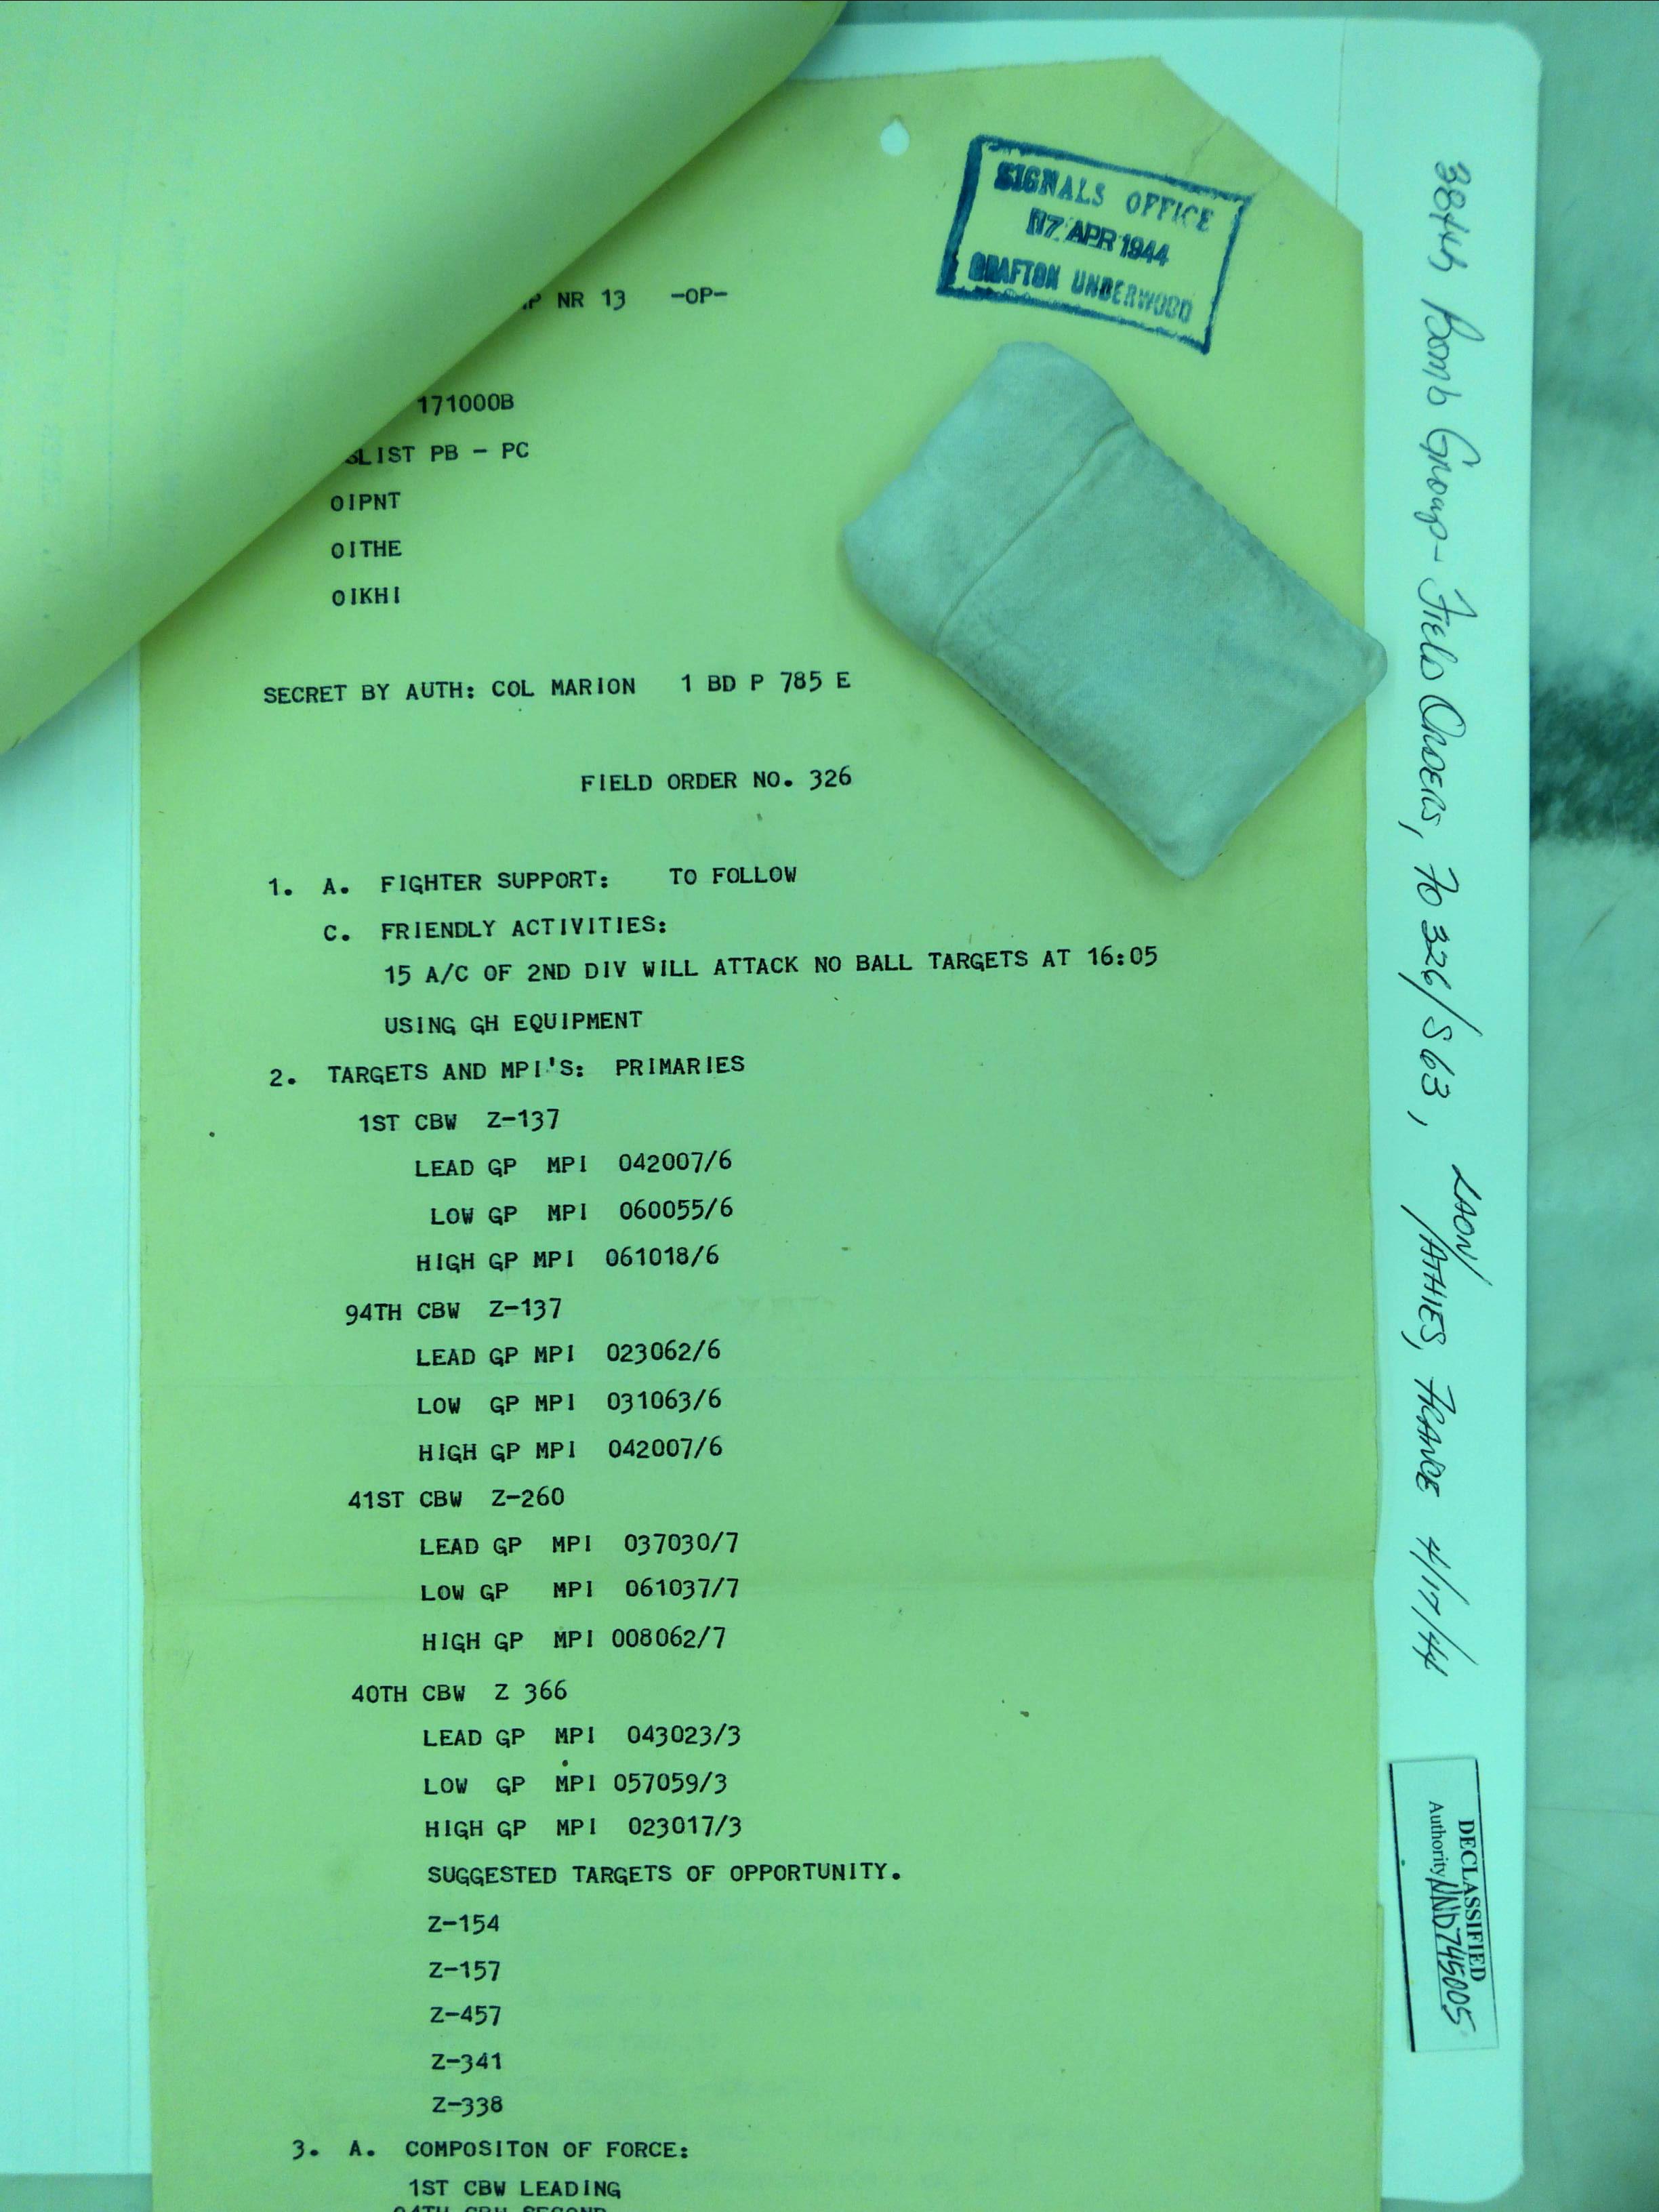 SIGNALS OFFICE
17 APR 1944
GRAFTON UNDERWOOD
NR 13 -OP-
171000B
PB - PC
OIPNT
OITHE
OIKHI
SECRET BY AUTH: COL MARION 1 BD P 785 E
FIELD ORDER NO. 326
1. A. FIGHTER SUPPORT: TO FOLLOW
C. FRIENDLY ACTIVITIES:
15 A/C OF 2ND DIV WILL ATTACK NO BALL TARGETS AT 16:05
USING GH EQUIPMENT
2. TARGETS AND MPI'S: PRIMARIES
1ST CBW Z-137
LEAD GP MPI 042007/6
LOW GP MPI 060055/6
HIGH GP MPI 061018/6
94TH CBW Z-137
LEAD GP MPI 023062/6
LOW GP MPI 031063/6
HIGH GP MPI 042007/6
41ST CBW Z-260
LEAD GP MPI 037030/7
LOW GP MPI 061037/7
HIGH GP MPI 008062/7
40TH CBW Z 366
LEAD GP MPI 043023/3
LOW GP MPI 057059/3
HIGH GP MPI 023017/3
SUGGESTED TARGETS OF OPPORTUNITY.
Z-154
Z-157
Z-457
Z-341
Z-338
3. A. COMPOSITON OF FORCE:
1ST CBW LEADING
94TH CBW SECOND
384th Bomb Group- Field Orders, FO 326/S63, LAON/
/ATHIES, FRANCE 4/17/44
DECLASSIFIED
Authority NND745005